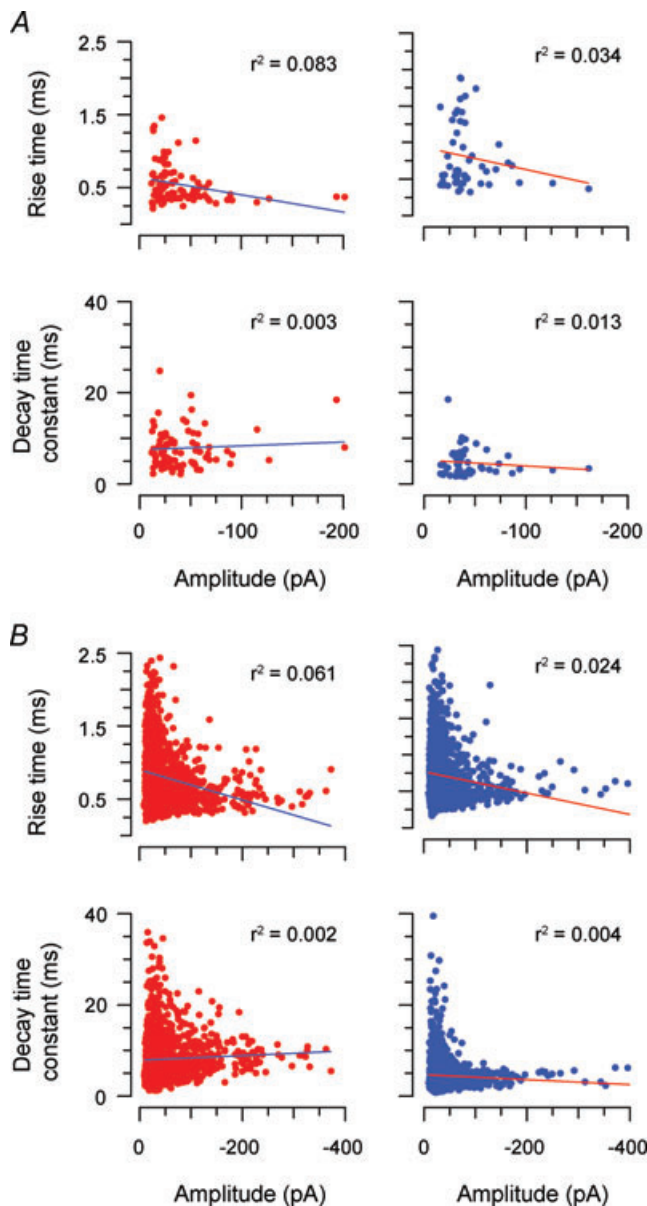 A
2.5
1.5
0.5
Rise time (ms)
r² = 0.083
r² = 0.034
40
20
0
Decay time
constant (ms)
r² = 0.003
r² = 0.013
0 -100 -200
0 -100 -200
Amplitude (pA)
Amplitude (pA)
B
2.5
1.5
0.5
Rise time (ms)
r² = 0.061
r² = 0.024
40
20
0
Decay time
constant (ms)
r² = 0.002
r² = 0.004
0 -200 -400
0 -200 -400
Amplitude (pA)
Amplitude (pA)